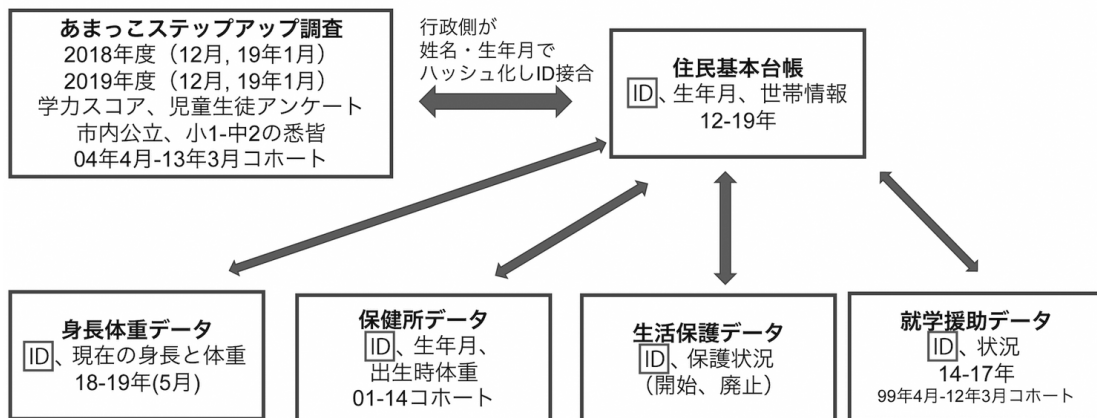 あまっこステップアップ調査
2018年度（12月, 19年1月）
2019年度（12月, 19年1月）
学力スコア、児童生徒アンケート
市内公立、小1-中2の悉皆
04年4月-13年3月コホート
行政側が
姓名・生年月で
ハッシュ化しID接合
住民基本台帳
ID、生年月、世帯情報
12-19年
身長体重データ
ID、現在の身長と体重
18-19年(5月)
保健所データ
ID、生年月、
出生時体重
01-14コホート
生活保護データ
ID、保護状況
（開始、廃止）
就学援助データ
ID、状況
14-17年
99年4月-12年3月コホート